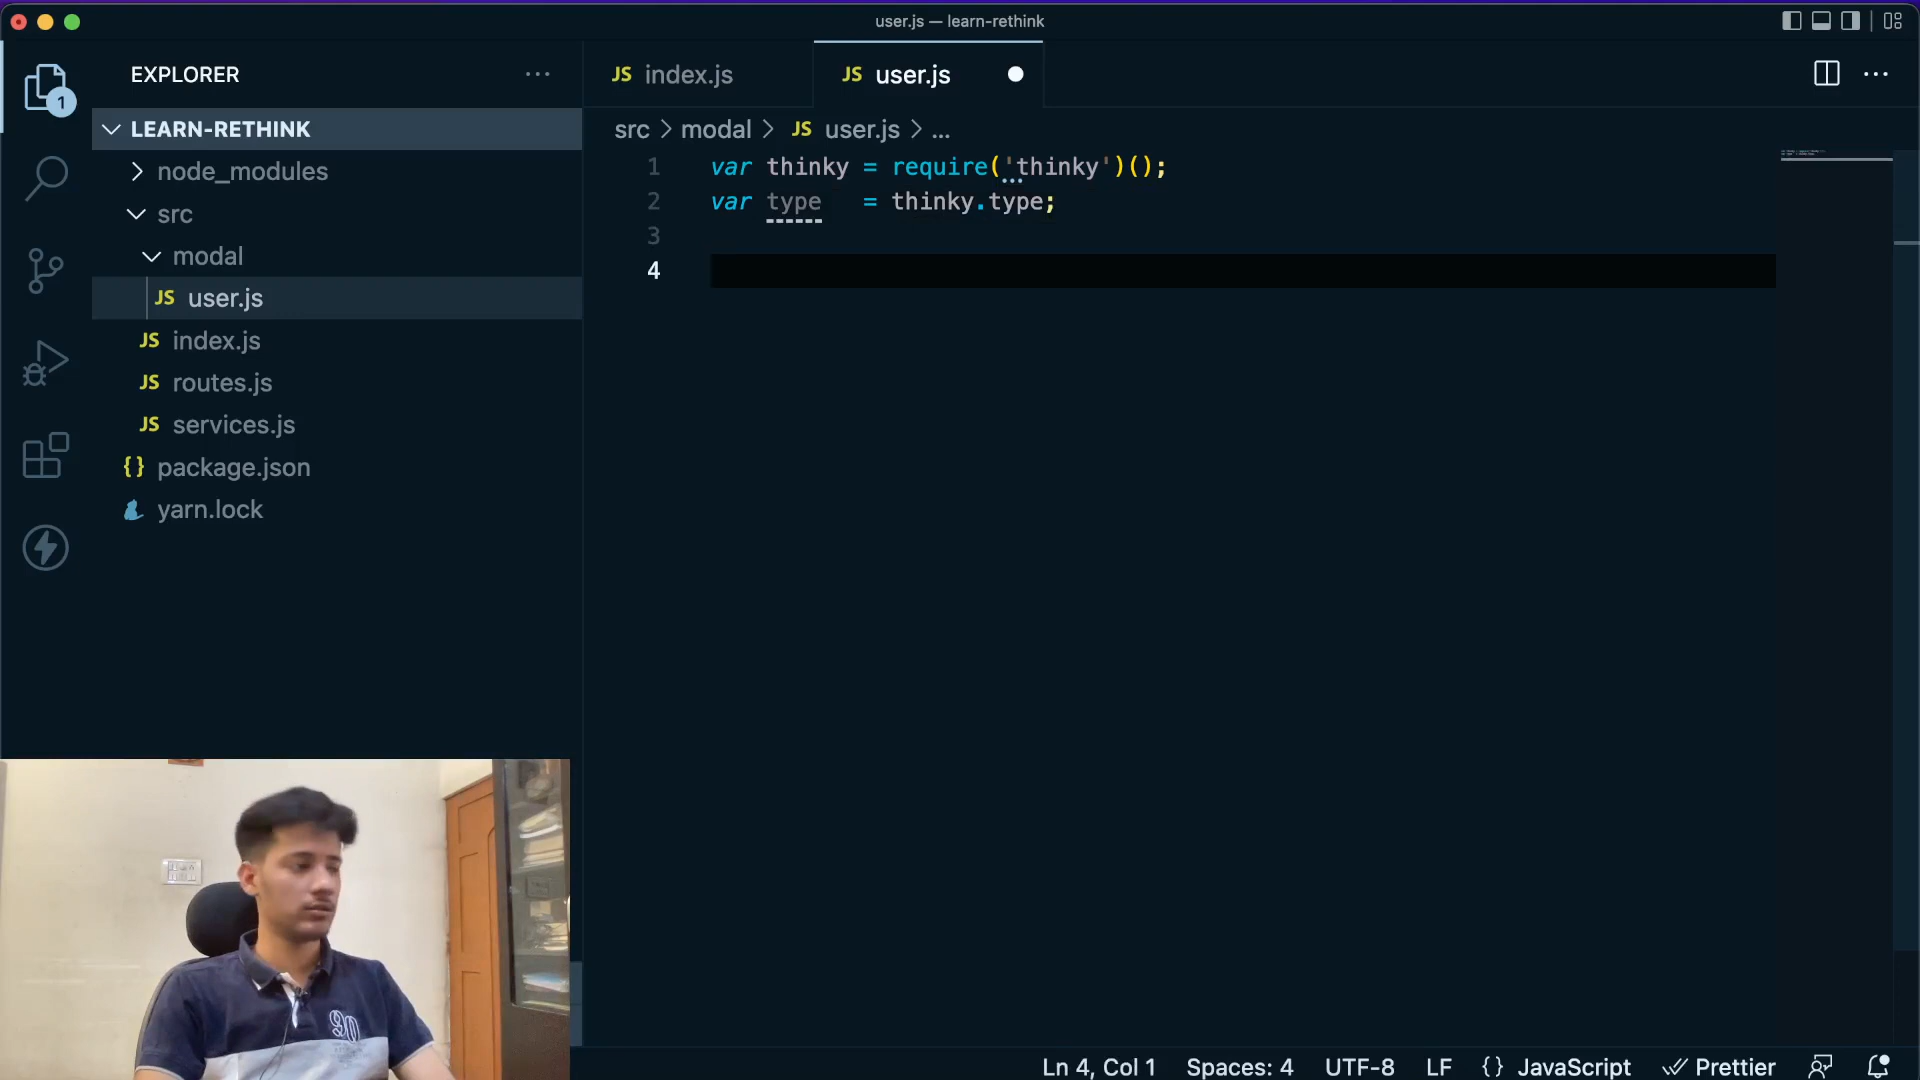 user.js — learn-rethink
EXPLORER
1
LEARN-RETHINK
node_modules
src
modal
JS user.js
JS index.js
JS routes.js
JS services.js
{} package.json
yarn.lock
JS index.js
JS user.js
src > modal > JS user.js > ...
1 var thinky = require('thinky')();
2 var type = thinky.type;
3
4
90
Ln 4, Col 1 Spaces: 4 UTF-8 LF {} JavaScript Prettier